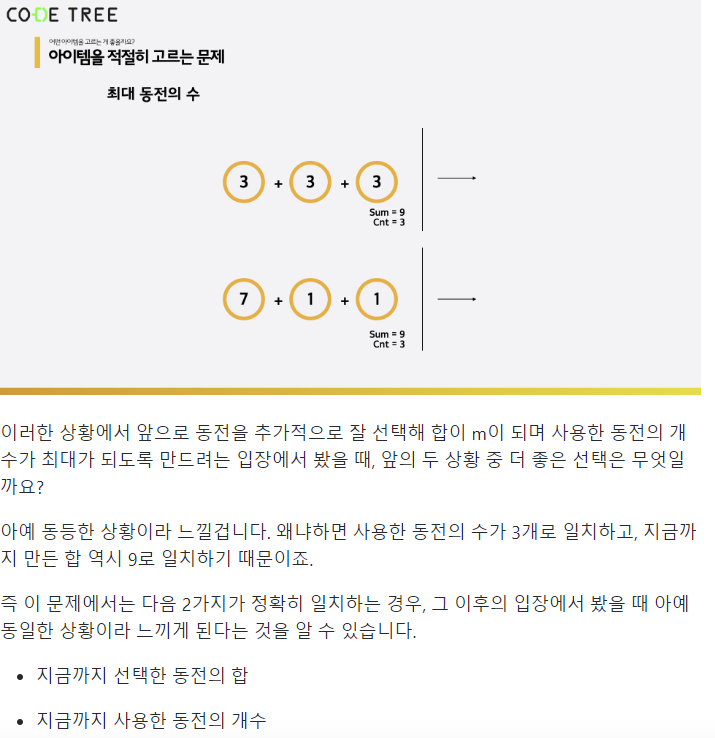 CODE TREE
어떤 아이템을 고르는 게 좋을까요?
아이템을 적절히 고르는 문제
최대 동전의 수
3 + 3 + 3
Sum = 9
Cnt = 3
7 + 1 + 1
Sum = 9
Cnt = 3
이러한 상황에서 앞으로 동전을 추가적으로 잘 선택해 합이 m이 되며 사용한 동전의 개
수가 최대가 되도록 만드려는 입장에서 봤을 때, 앞의 두 상황 중 더 좋은 선택은 무엇일
까요?
아예 동등한 상황이라 느낄겁니다. 왜냐하면 사용한 동전의 수가 3개로 일치하고, 지금까
지 만든 합 역시 9로 일치하기 때문이죠.
즉 이 문제에서는 다음 2가지가 정확히 일치하는 경우, 그 이후의 입장에서 봤을 때 아예
동일한 상황이라 느끼게 된다는 것을 알 수 있습니다.
• 지금까지 선택한 동전의 합
• 지금까지 사용한 동전의 개수